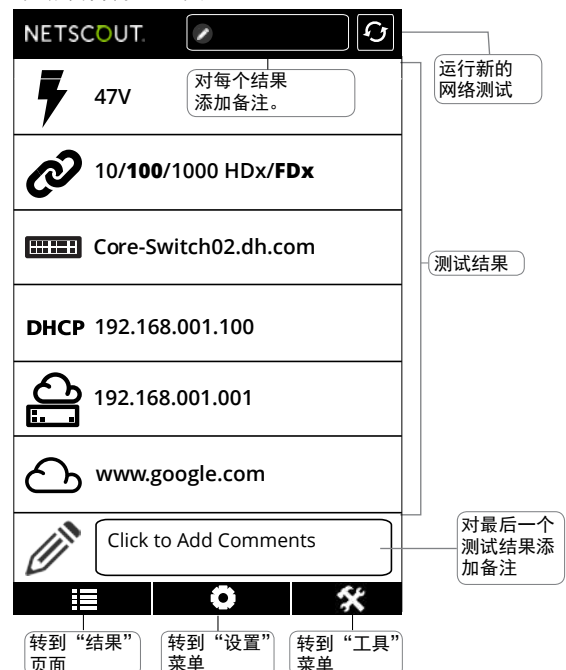 NETSCOUT.
运行新的
网络测试
47V
对每个结果
添加备注。
10/100/1000 HDx/FDx
Core-Switch02.dh.com
测试结果
DHCP 192.168.001.100
192.168.001.001
www.google.com
Click to Add Comments
对最后一个
测试结果添
加备注
转到“结果”
页面
转到“设置”
菜单
转到“工具”
菜单